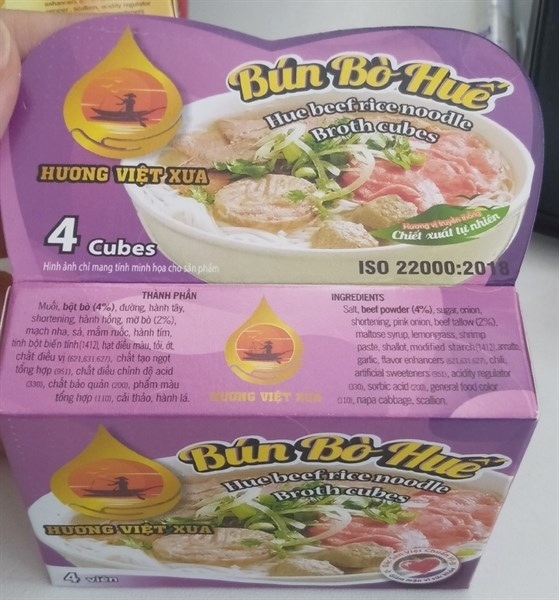 Bún Bò Huế
Hue beef rice noodle
Broth cubes
HƯƠNG VIỆT XƯA
Hương vị truyền thống
Chiết xuất tự nhiên
4 Cubes
Hình ảnh chỉ mang tính minh họa cho sản phẩm
ISO 22000:2018
THÀNH PHẦN
Muối, bột bò (4%), đường, hành tây,
shortening, hành hồng, mỡ bò (2%),
mạch nha, sả, mắm mốc, hành tím,
tinh bột biến tính(1412), hạt điều màu, tỏi, ớt,
chất điều vị (621,631,627), chất tạo ngọt
tổng hợp (951), chất điều chỉnh độ acid
(330), chất bảo quản (200), phẩm màu
tổng hợp (110), cải thảo, hành lá.
HƯƠNG VIỆT XƯA
INGREDIENTS
Salt, beef powder (4%), sugar, onion,
shortening, pink onion, beef tallow (2%),
maltose syrup, lemongrass, shrimp
paste, shallot, modified starch (1412), annatto,
garlic, flavor enhancers (621,631,627), chili,
artificial sweeteners (951), acidity regulator
(330), sorbic acid (200), general food color
(110), napa cabbage, scallion.
Bún Bò Huế
Hue beef rice noodle
Broth cubes
HƯƠNG VIỆT XƯA
4 viên